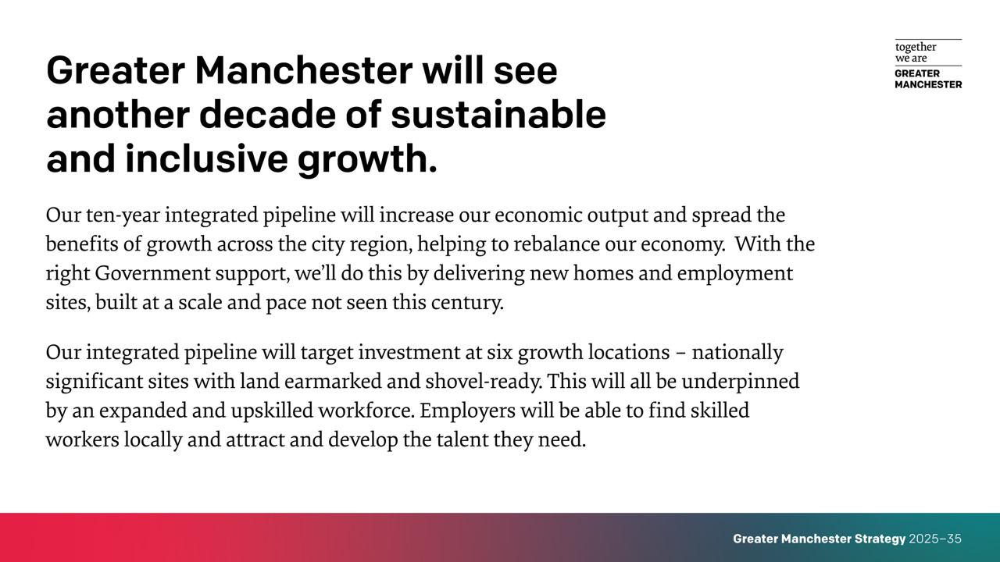 Greater Manchester will see
another decade of sustainable
and inclusive growth.
together
we are
GREATER
MANCHESTER
Our ten-year integrated pipeline will increase our economic output and spread the
benefits of growth across the city region, helping to rebalance our economy.  With the
right Government support, we’ll do this by delivering new homes and employment
sites, built at a scale and pace not seen this century.
Our integrated pipeline will target investment at six growth locations – nationally
significant sites with land earmarked and shovel-ready. This will all be underpinned
by an expanded and upskilled workforce. Employers will be able to find skilled
workers locally and attract and develop the talent they need.
Greater Manchester Strategy 2025–35